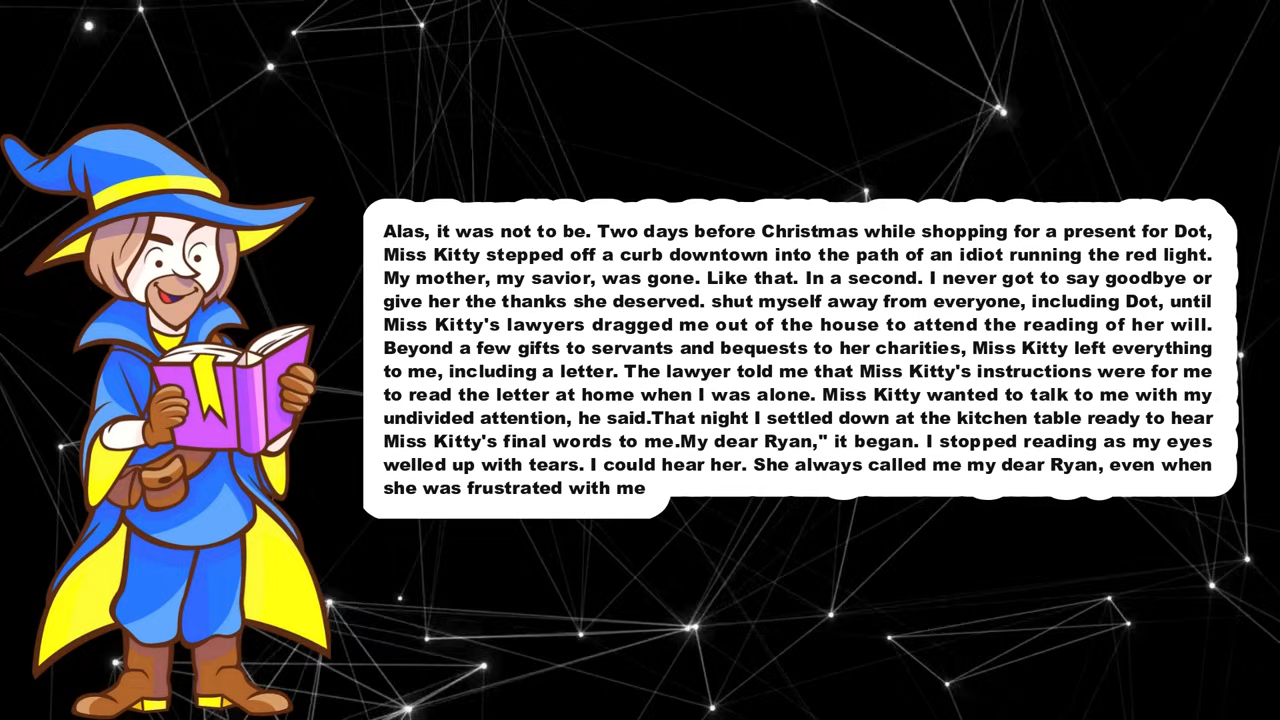 Alas, it was not to be. Two days before Christmas while shopping for a present for Dot,
Miss Kitty stepped off a curb downtown into the path of an idiot running the red light.
My mother, my savior, was gone. Like that. In a second. I never got to say goodbye or
give her the thanks she deserved. shut myself away from everyone, including Dot, until
Miss Kitty's lawyers dragged me out of the house to attend the reading of her will.
Beyond a few gifts to servants and bequests to her charities, Miss Kitty left everything
to me, including a letter. The lawyer told me that Miss Kitty's instructions were for me
to read the letter at home when I was alone. Miss Kitty wanted to talk to me with my
undivided attention, he said.That night I settled down at the kitchen table ready to hear
Miss Kitty's final words to me.My dear Ryan," it began. I stopped reading as my eyes
welled up with tears. I could hear her. She always called me my dear Ryan, even when
she was frustrated with me